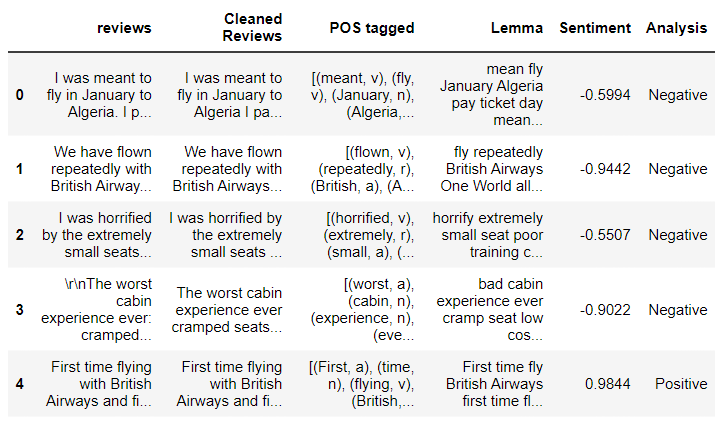 reviews Cleaned Reviews POS tagged Lemma Sentiment Analysis
0 I was meant to fly in January to Algeria. I p... I was meant to fly in January to Algeria I pa... [(meant, v), (fly, v), (January, n), (Algeria,... mean fly January Algeria pay ticket day mean... -0.5994 Negative
1 We have flown repeatedly with British Airway... We have flown repeatedly with British Airways... [(flown, v), (repeatedly, r), (British, a), (A... fly repeatedly British Airways One World all... -0.9442 Negative
2 I was horrified by the extremely small seats... I was horrified by the extremely small seats ... [(horrified, v), (extremely, r), (small, a), (... horrify extremely small seat poor training c... -0.5507 Negative
3 \r\nThe worst cabin experience ever: cramped... The worst cabin experience ever cramped seats... [(worst, a), (cabin, n), (experience, n), (eve... bad cabin experience ever cramp seat low cos... -0.9022 Negative
4 First time flying with British Airways and fi... First time flying with British Airways and fi... [(First, a), (time, n), (flying, v), (British,... First time fly British Airways first time fl... 0.9844 Positive